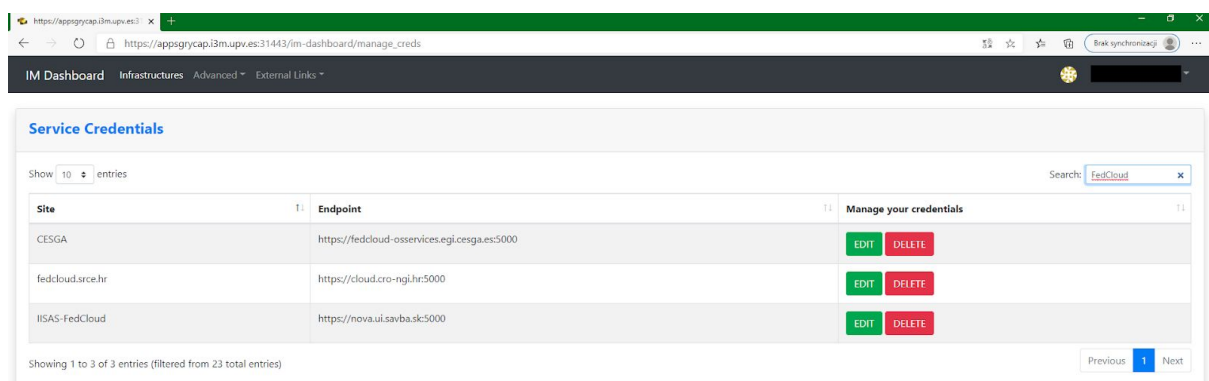 https://appsgrycap.i3m.upv.es:3
https://appsgrycap.i3m.upv.es:31443/im-dashboard/manage_creds Brak synchronizacji
IM Dashboard Infrastructures Advanced External Links
Service Credentials
Show 10 entries Search: FedCloud
Site Endpoint Manage your credentials
CESGA https://fedcloud-osservices.egi.cesga.es:5000 EDIT DELETE
fedcloud.srce.hr https://cloud.cro-ngi.hr:5000 EDIT DELETE
IISAS-FedCloud https://nova.ui.savba.sk:5000 EDIT DELETE
Showing 1 to 3 of 3 entries (filtered from 23 total entries) Previous 1 Next